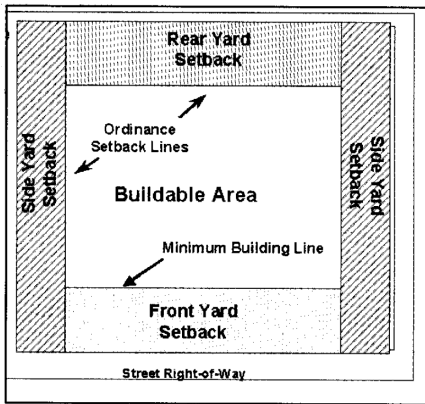 Rear Yard
Setback
Ordinance
Setback Lines
Side Yard
Setback
Buildable Area
Side Yard
Setback
Minimum Building Line
Front Yard
Setback
Street Right-of-Way